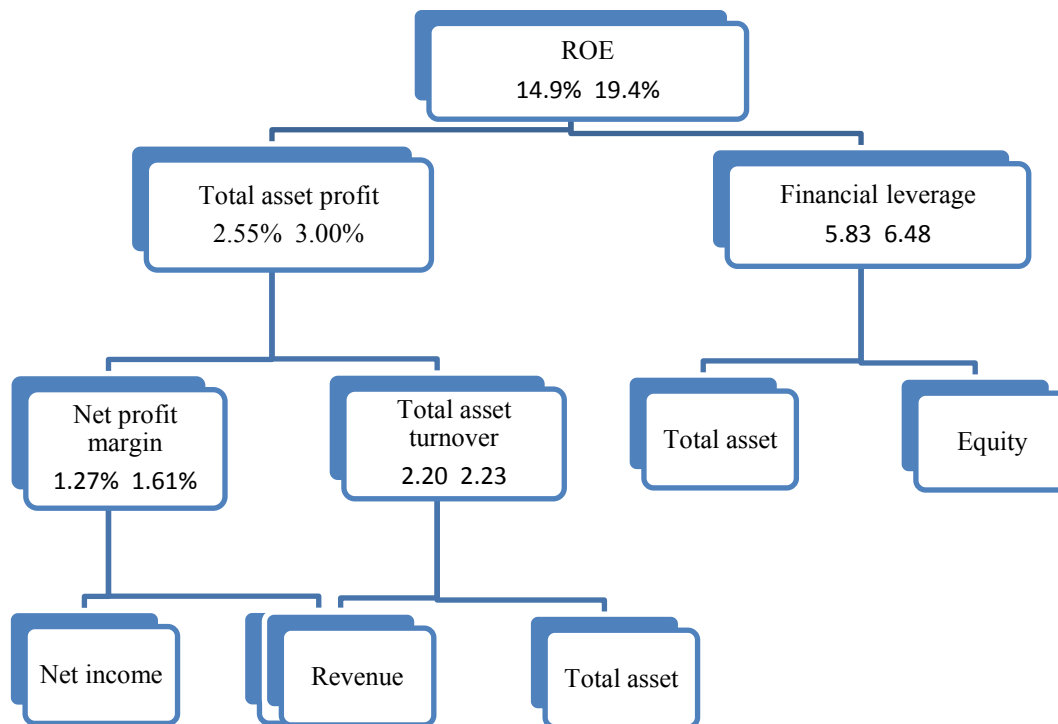 ROE
14.9% 19.4%
Total asset profit
2.55% 3.00%
Financial leverage
5.83 6.48
Net profit
margin
1.27% 1.61%
Total asset
turnover
2.20 2.23
Total asset
Equity
Net income
Revenue
Total asset